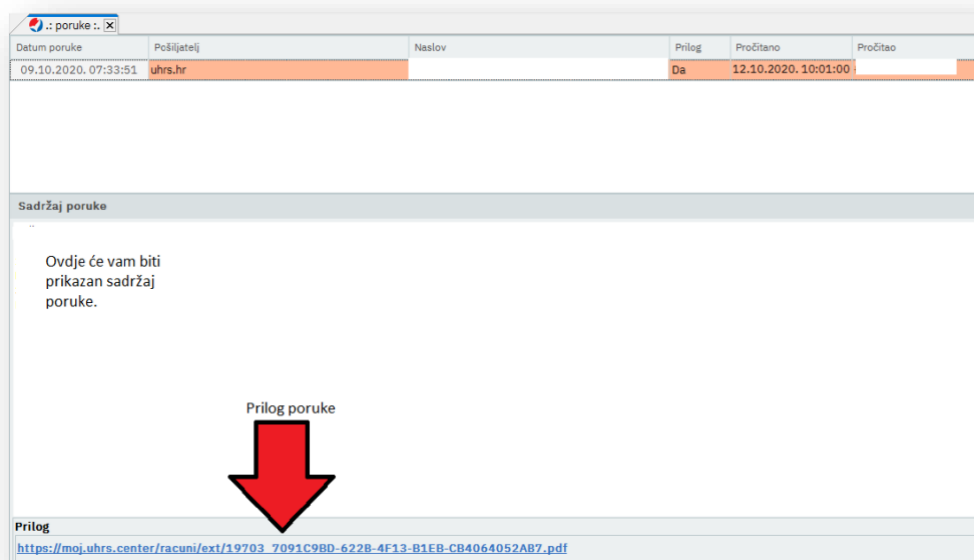 .: poruke :.
Datum poruke Pošiljatelj Naslov Prilog Pročitano Pročitao
09.10.2020. 07:33:51 uhrs.hr Da 12.10.2020. 10:01:00
Sadržaj poruke
Ovdje će vam biti
prikazan sadržaj
poruke.
Prilog poruke
Prilog
https://moj.uhrs.center/racuni/ext/19703_7091C9BD-622B-4F13-B1EB-CB4064052AB7.pdf